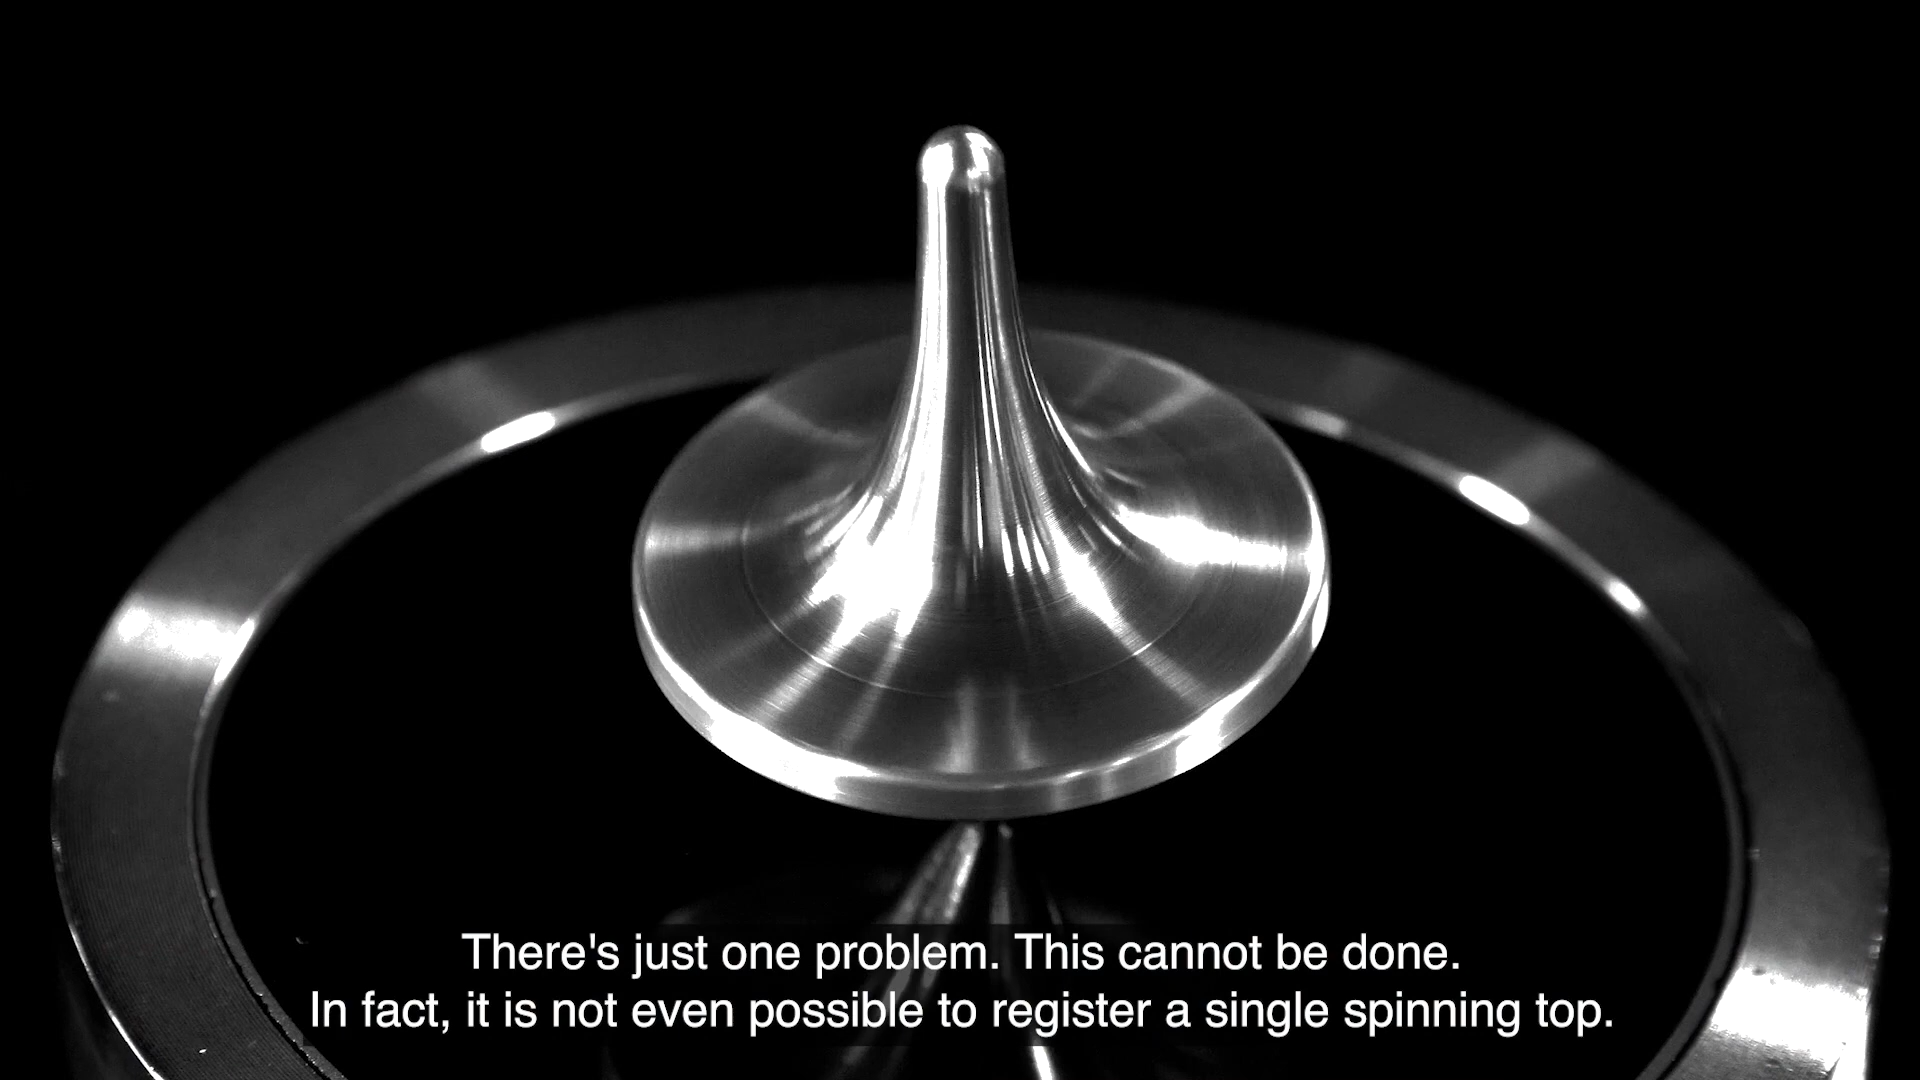 There's just one problem. This cannot be done.
In fact, it is not even possible to register a single spinning top.